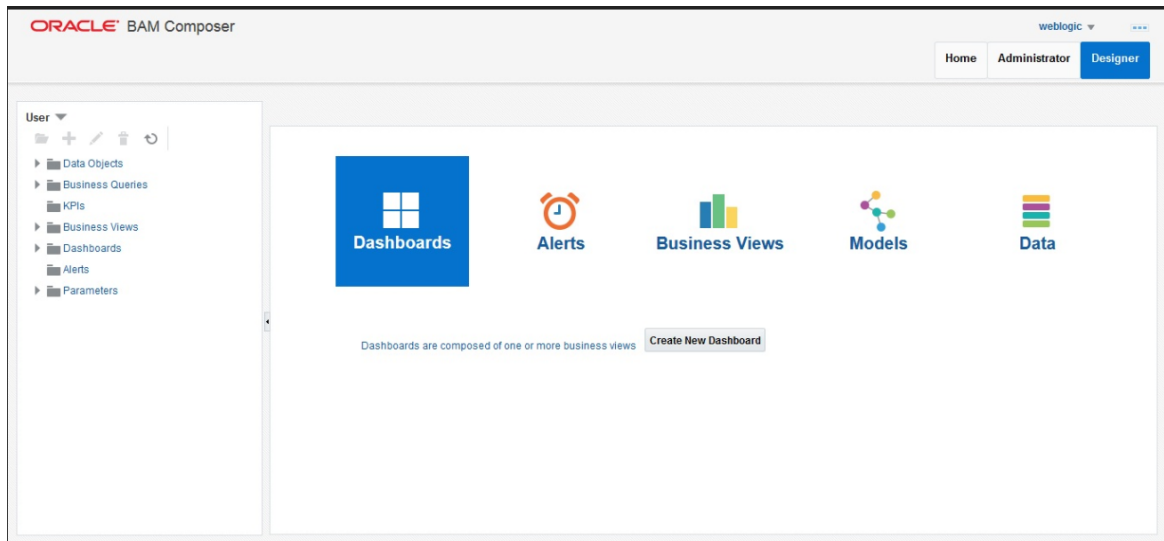 ORACLE BAM Composer
weblogic
Home Administrator Designer
User
Data Objects
Business Queries
KPIs
Business Views
Dashboards
Alerts
Parameters
Dashboards Alerts Business Views Models Data
Dashboards are composed of one or more business views Create New Dashboard